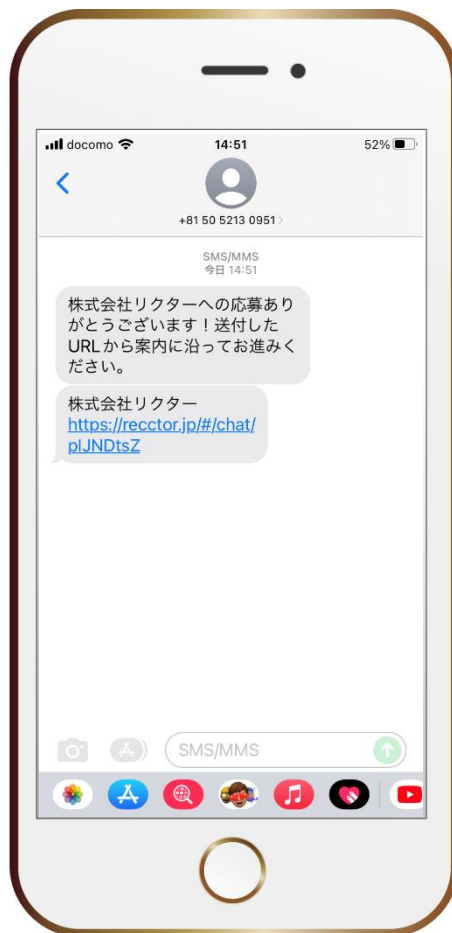 docomo
14:51
52%
+81 50 5213 0951
SMS/MMS
今日 14:51
株式会社リクターへの応募あり
がとうございます！送付した
URLから案内に沿ってお進みく
ださい。
株式会社リクター
https://recctor.jp/#/chat/
plJNDtsZ
SMS/MMS